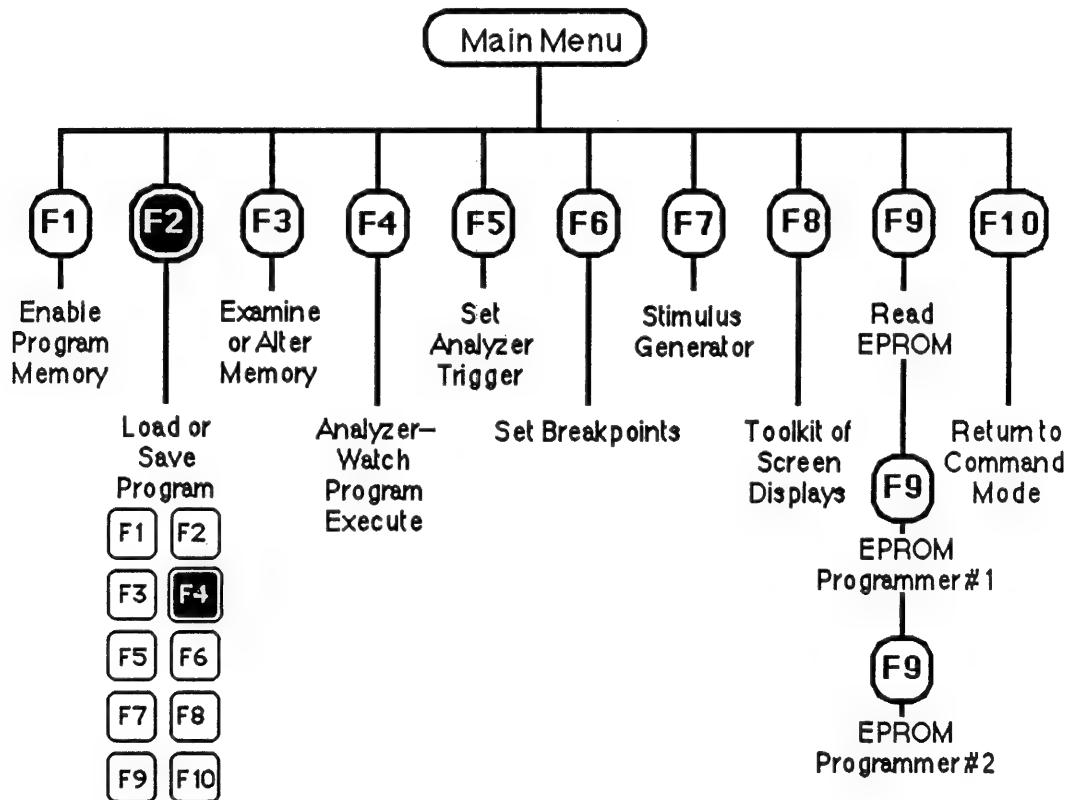 Main Menu
F1 F2 F3 F4 F5 F6 F7 F8 F9 F10
Enable
Program
Memory
Load or
Save
Program
F1 F2
F3 F4
F5 F6
F7 F8
F9 F10
Examine
or Alter
Memory
Analyzer-
Watch
Program
Execute
Set
Analyzer
Trigger
Set Breakpoints
Stimulus
Generator
Toolkit of
Screen
Displays
Read
EPROM
F9
EPROM
Programmer #1
F9
EPROM
Programmer #2
Return to
Command
Mode